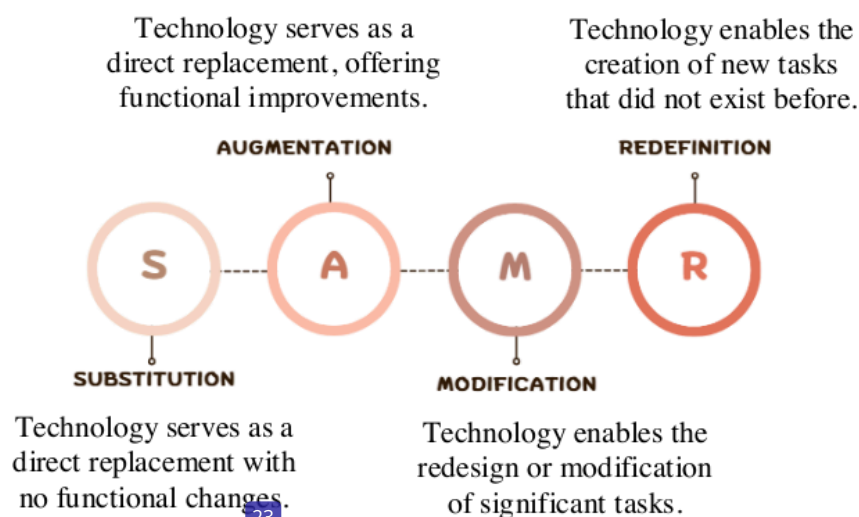 Technology serves as a
direct replacement, offering
functional improvements.
Technology enables the
creation of new tasks
that did not exist before.
AUGMENTATION
REDEFINITION
S
A
M
R
SUBSTITUTION
MODIFICATION
Technology serves as a
direct replacement with
no functional changes.
Technology enables the
redesign or modification
of significant tasks.
23